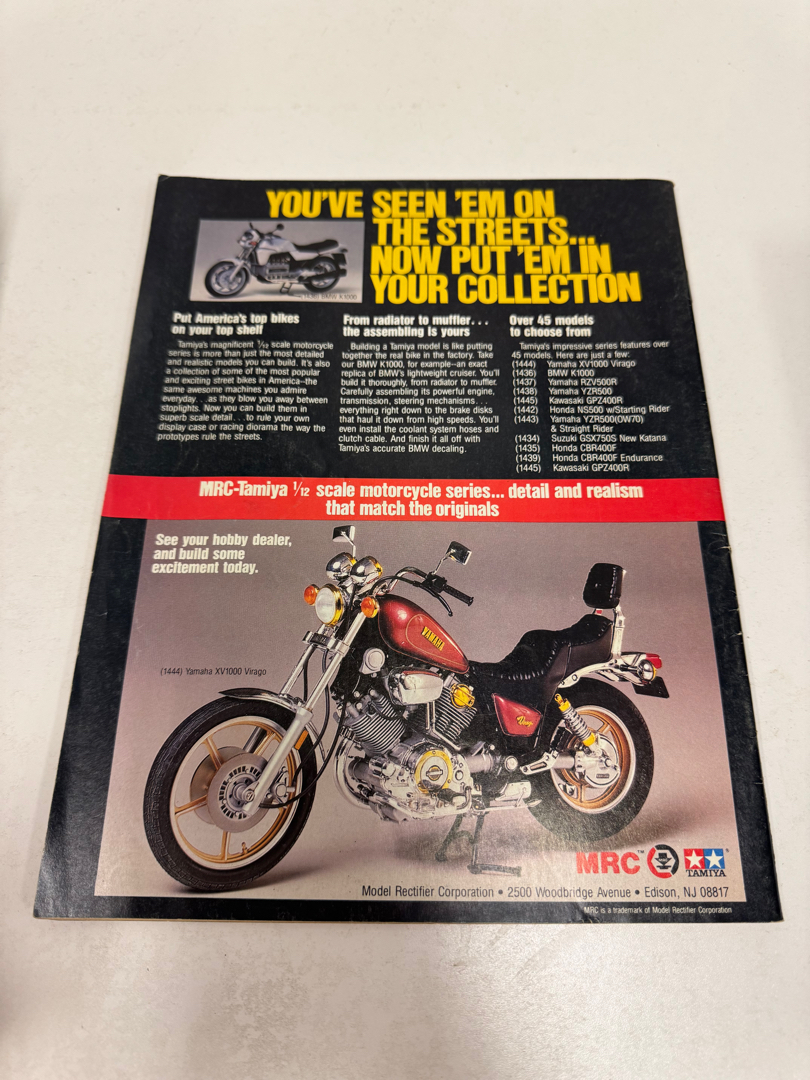 YOU'VE SEEN 'EM ON
THE STREETS...
NOW PUT 'EM IN
YOUR COLLECTION
BMW K1000
Put America's top bikes
on your top shelf
Tamiya's magnificent 1/12 scale motorcycle
series is more than just the most detailed
and realistic models you can build. It's also
a collection of some of the most popular
and exciting street bikes in America—the
same awesome machines you admire
everyday. . .as they blow you away between
stoplights. Now you can build them in
superb scale detail. . .to rule your own
display case or racing diorama the way the
prototypes rule the streets.
From radiator to muffler. . .
the assembling is yours
Building a Tamiya model is like putting
together the real bike in the factory. Take
our BMW K1000, for example—an exact
replica of BMW's lightweight cruiser. You'll
build it thoroughly, from radiator to muffler.
Carefully assembling its powerful engine,
transmission, steering mechanisms. . .
everything right down to the brake disks
that haul it down from high speeds. You'll
even install the coolant system hoses and
clutch cable. And finish it all off with
Tamiya's accurate BMW decaling.
Over 45 models
to choose from
Tamiya's impressive series features over
45 models. Here are just a few:
(1444) Yamaha XV1000 Virago
(1436) BMW K1000
(1437) Yamaha RZV500R
(1438) Yamaha YZR500
(1445) Kawasaki GPZ400R
(1442) Honda NS500 w/Starting Rider
(1443) Yamaha YZR500(OW70)
& Straight Rider
(1434) Suzuki GSX750S New Katana
(1435) Honda CBR400F
(1439) Honda CBR400F Endurance
(1445) Kawasaki GPZ400R
MRC-Tamiya 1/12 scale motorcycle series... detail and realism
that match the originals
See your hobby dealer,
and build some
excitement today.
YAMAHA
(1444) Yamaha XV1000 Virago
MRC™
TAMIYA®
Model Rectifier Corporation • 2500 Woodbridge Avenue • Edison, NJ 08817
MRC is a trademark of Model Rectifier Corporation